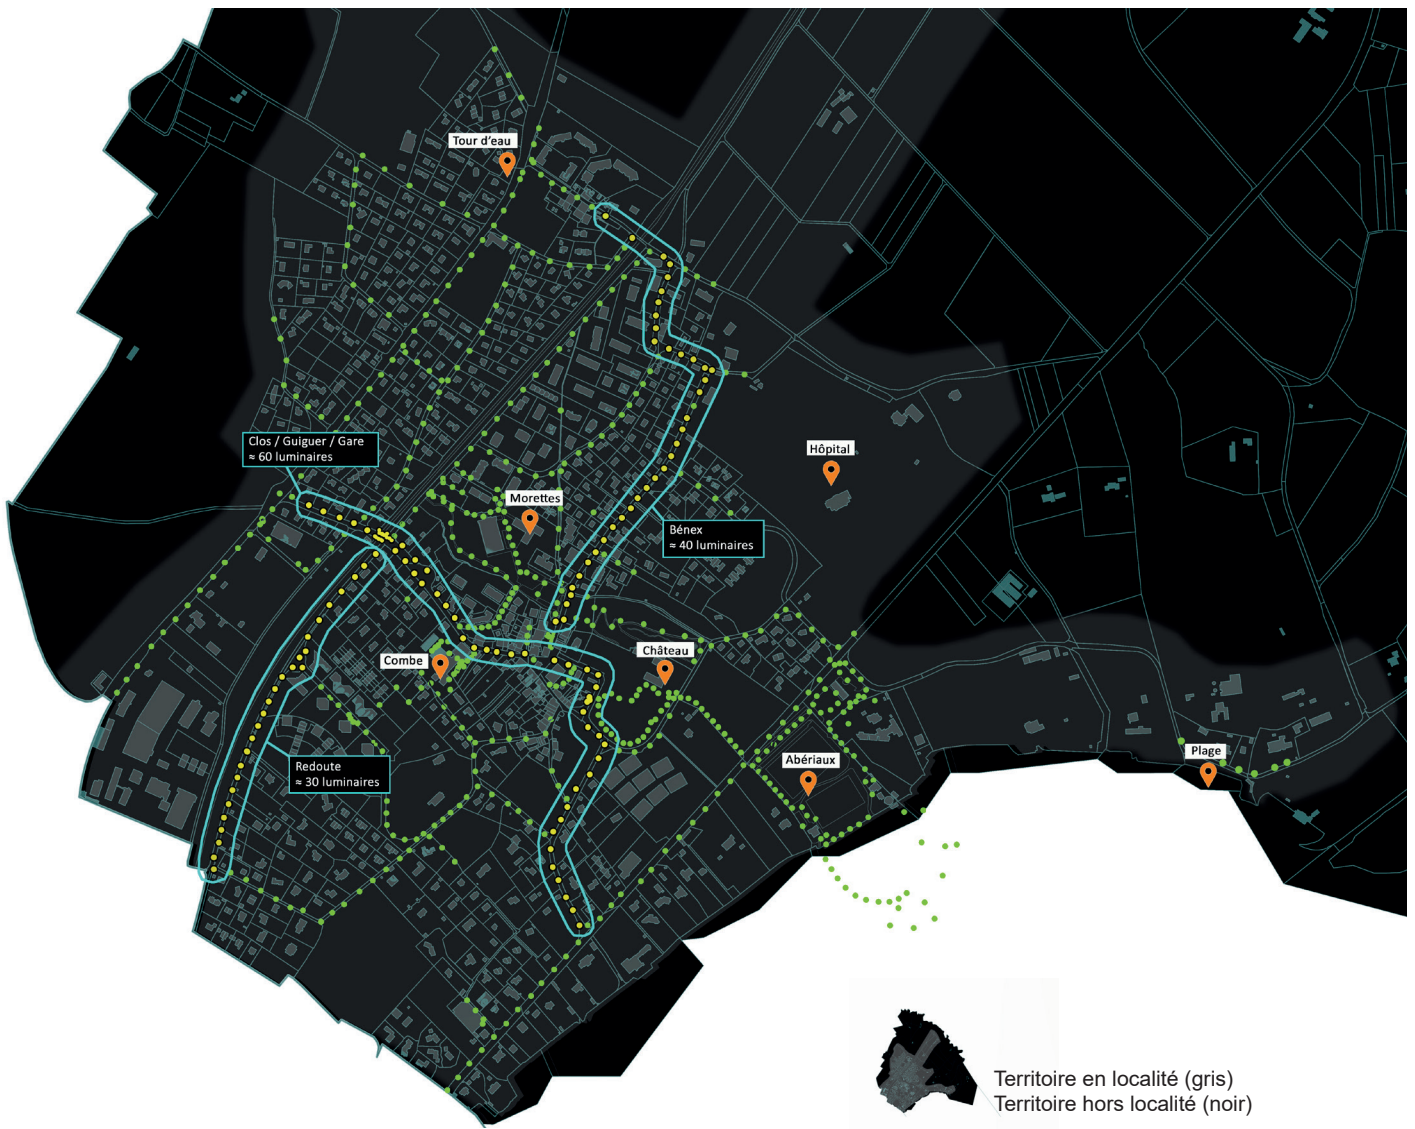 Tour d'eau
Clos / Guiguer / Gare
≈ 60 luminaires
Hôpital
Morettes
Bénex
≈ 40 luminaires
Combe
Château
Redoute
≈ 30 luminaires
Abériaux
Plage
Territoire en localité (gris)
Territoire hors localité (noir)